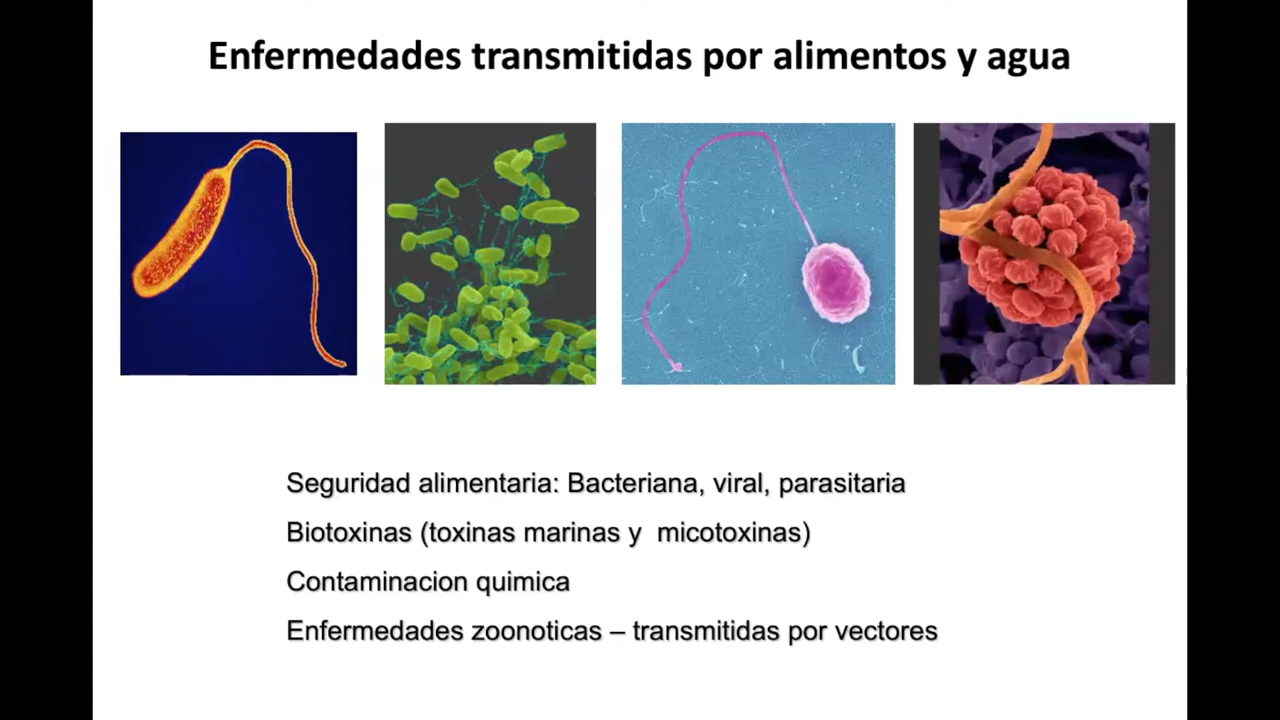 Enfermedades transmitidas por alimentos y agua
Seguridad alimentaria: Bacteriana, viral, parasitaria
Biotoxinas (toxinas marinas y micotoxinas)
Contaminacion quimica
Enfermedades zoonoticas – transmitidas por vectores